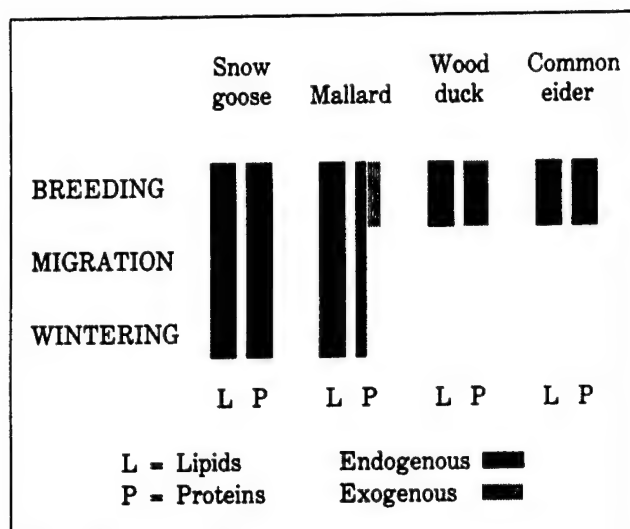 Snow goose
Mallard
Wood duck
Common eider
BREEDING
MIGRATION
WINTERING
L P L P L P L P
L = Lipids
P = Proteins
Endogenous
Exogenous